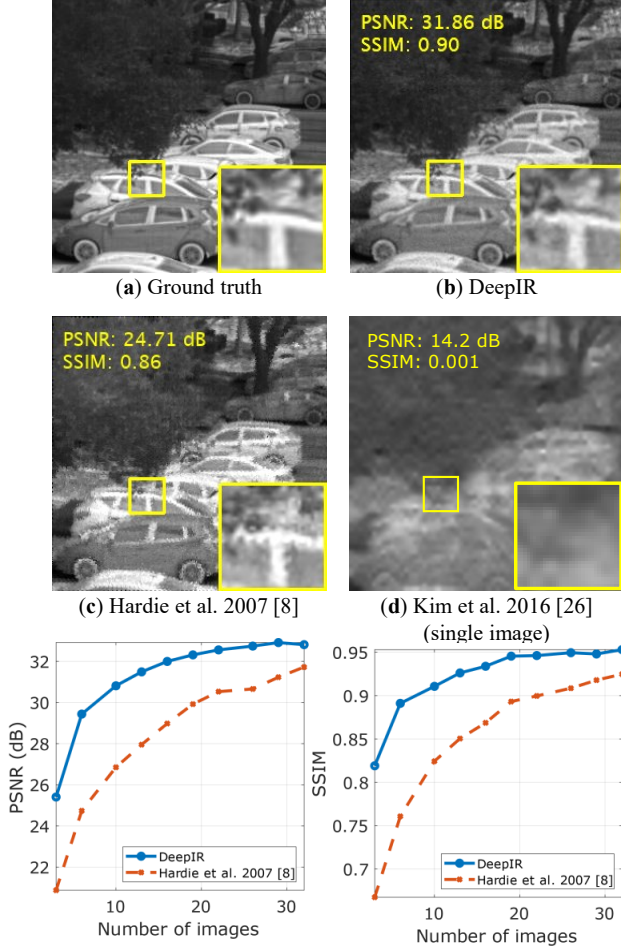 PSNR: 31.86 dB
SSIM: 0.90
(a) Ground truth
(b) DeepIR
PSNR: 24.71 dB
SSIM: 0.86
PSNR: 14.2 dB
SSIM: 0.001
(c) Hardie et al. 2007 [8]
(d) Kim et al. 2016 [26]
(single image)
PSNR (dB)
32
30
28
26
24
22
10
20
30
Number of images
DeepIR
Hardie et al. 2007 [8]
SSIM
0.95
0.9
0.85
0.8
0.75
0.7
10
20
30
Number of images
DeepIR
Hardie et al. 2007 [8]